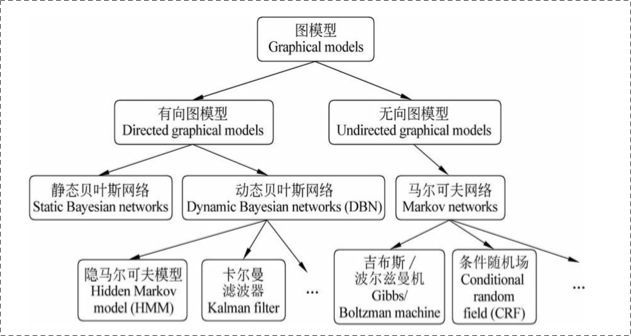 图模型
Graphical models
有向图模型
Directed graphical models
无向图模型
Undirected graphical models
静态贝叶斯网络
Static Bayesian networks
动态贝叶斯网络
Dynamic Bayesian networks (DBN)
马尔可夫网络
Markov networks
隐马尔可夫模型
Hidden Markov
model (HMM)
卡尔曼
滤波器
Kalman filter
...
吉布斯/
波尔兹曼机
Gibbs/
Boltzman machine
条件随机场
Conditional
random
field (CRF)
...